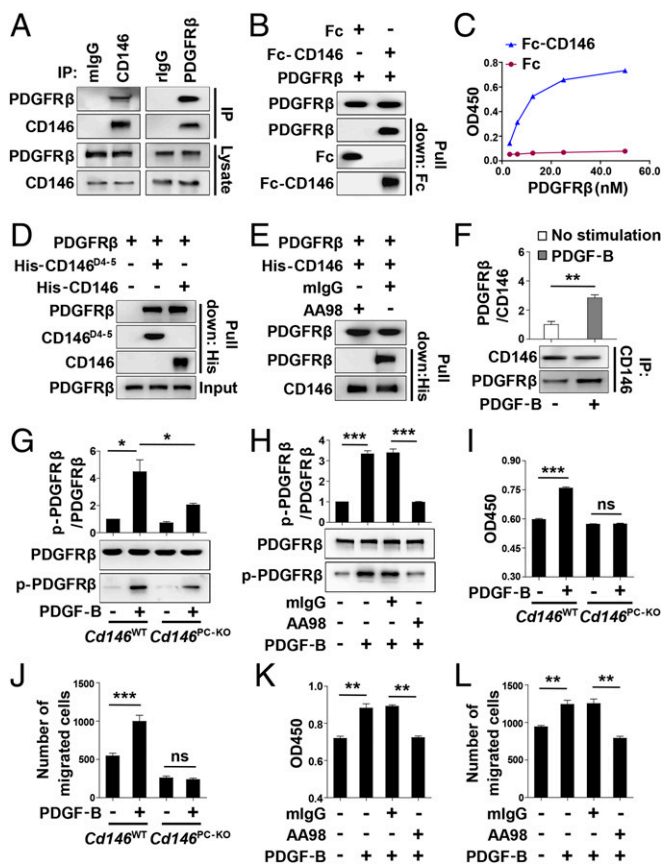 A
IP: mIgG CD146 rIgG PDGFRβ
PDGFRβ
CD146
IP
PDGFRβ
CD146
Lysate
B
Fc + -
Fc-CD146 - +
PDGFRβ + +
PDGFRβ
PDGFRβ
Fc
Fc-CD146
Pull down: Fc
C
Fc-CD146
Fc
OD450
0.8
0.6
0.4
0.2
0.0
0 20 40 60
PDGFRβ (nM)
D
PDGFRβ + + +
His-CD146D4-5 - + -
His-CD146 - - +
PDGFRβ
CD146D4-5
CD146
Pull down: His
PDGFRβ Input
E
PDGFRβ + +
His-CD146 + +
mIgG - +
AA98 + -
PDGFRβ
PDGFRβ
CD146
Pull down:His
F
No stimulation
PDGF-B
PDGFRβ /CD146
4
3
2
1
0
**
CD146
PDGFRβ
IP: CD146
PDGF-B - +
G
p-PDGFRβ /PDGFRβ
6
4
2
0
* *
PDGFRβ
p-PDGFRβ
PDGF-B - + - +
Cd146WT Cd146PC-KO
H
p-PDGFRβ /PDGFRβ
4
3
2
1
0
*** ***
PDGFRβ
p-PDGFRβ
mIgG - - + -
AA98 - - - +
PDGF-B - + + +
I
OD450
0.90
0.75
0.60
0.45
0.30
*** ns
PDGF-B - + - +
Cd146WT Cd146PC-KO
J
Number of migrated cells
1500
1000
500
0
*** ns
PDGF-B - + - +
Cd146WT Cd146PC-KO
K
OD450
1.0
0.8
0.6
0.4
** **
mIgG - - + -
AA98 - - - +
PDGF-B - + + +
L
Number of migrated cells
1500
1000
500
0
** **
mIgG - - + -
AA98 - - - +
PDGF-B - + + +